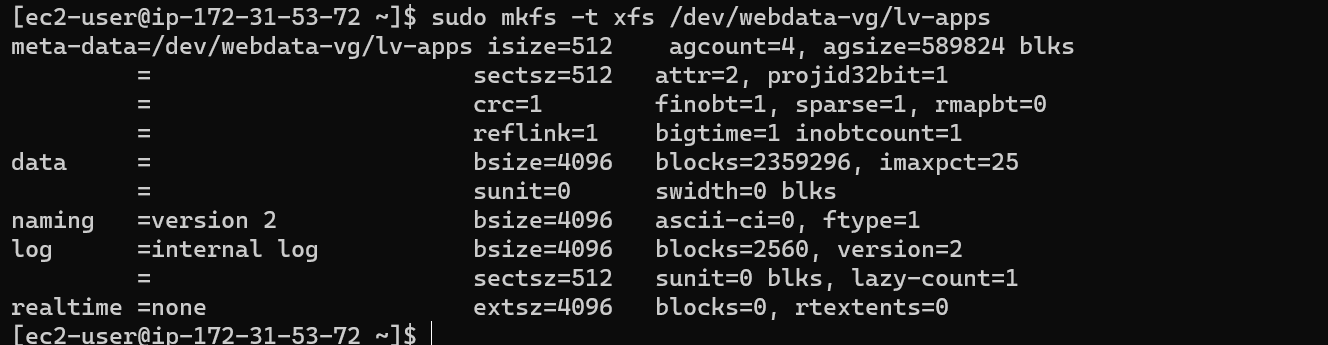 [ec2-user@ip-172-31-53-72 ~]$ sudo mkfs -t xfs /dev/webdata-vg/lv-apps
meta-data=/dev/webdata-vg/lv-apps isize=512    agcount=4, agsize=589824 blks
         =                       sectsz=512   attr=2, projid32bit=1
         =                       crc=1        finobt=1, sparse=1, rmapbt=0
         =                       reflink=1    bigtime=1 inobtcount=1
data     =                       bsize=4096   blocks=2359296, imaxpct=25
         =                       sunit=0      swidth=0 blks
naming   =version 2              bsize=4096   ascii-ci=0, ftype=1
log      =internal log           bsize=4096   blocks=2560, version=2
         =                       sectsz=512   sunit=0 blks, lazy-count=1
realtime =none                   extsz=4096   blocks=0, rtextents=0
[ec2-user@ip-172-31-53-72 ~]$